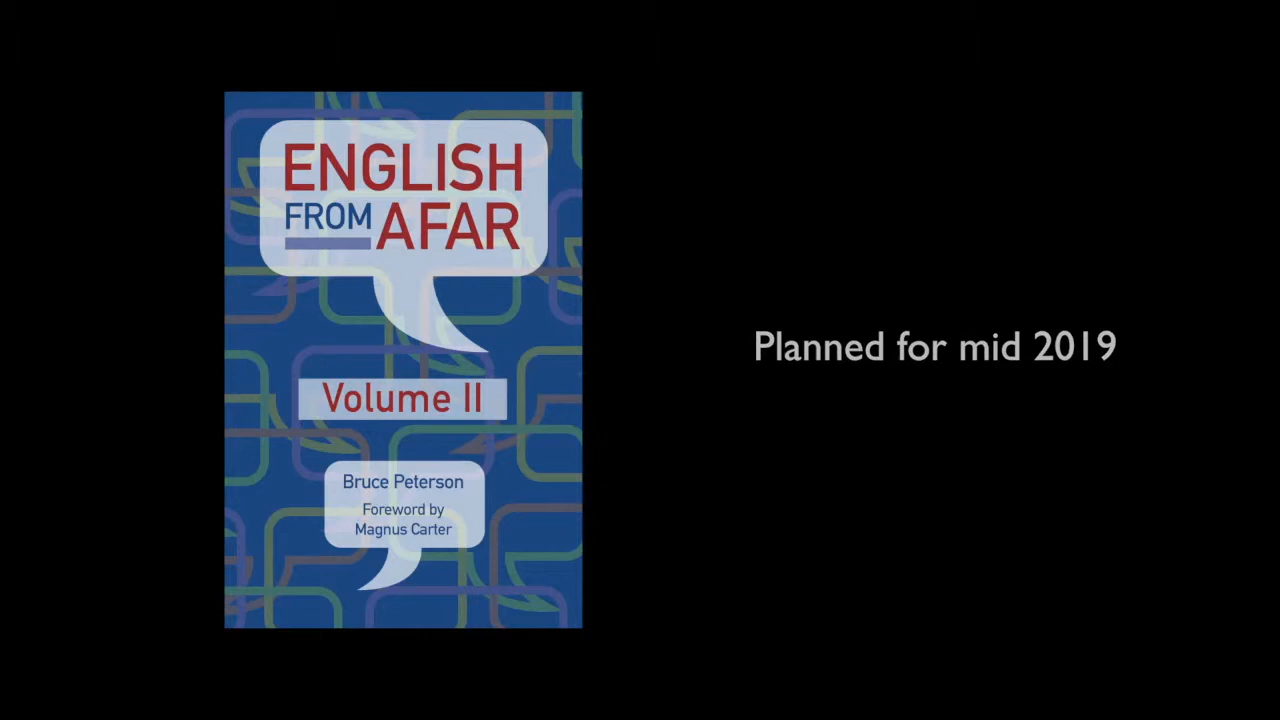 ENGLISH
FROM AFAR
Volume II
Bruce Peterson
Foreword by
Magnus Carter
Planned for mid 2019